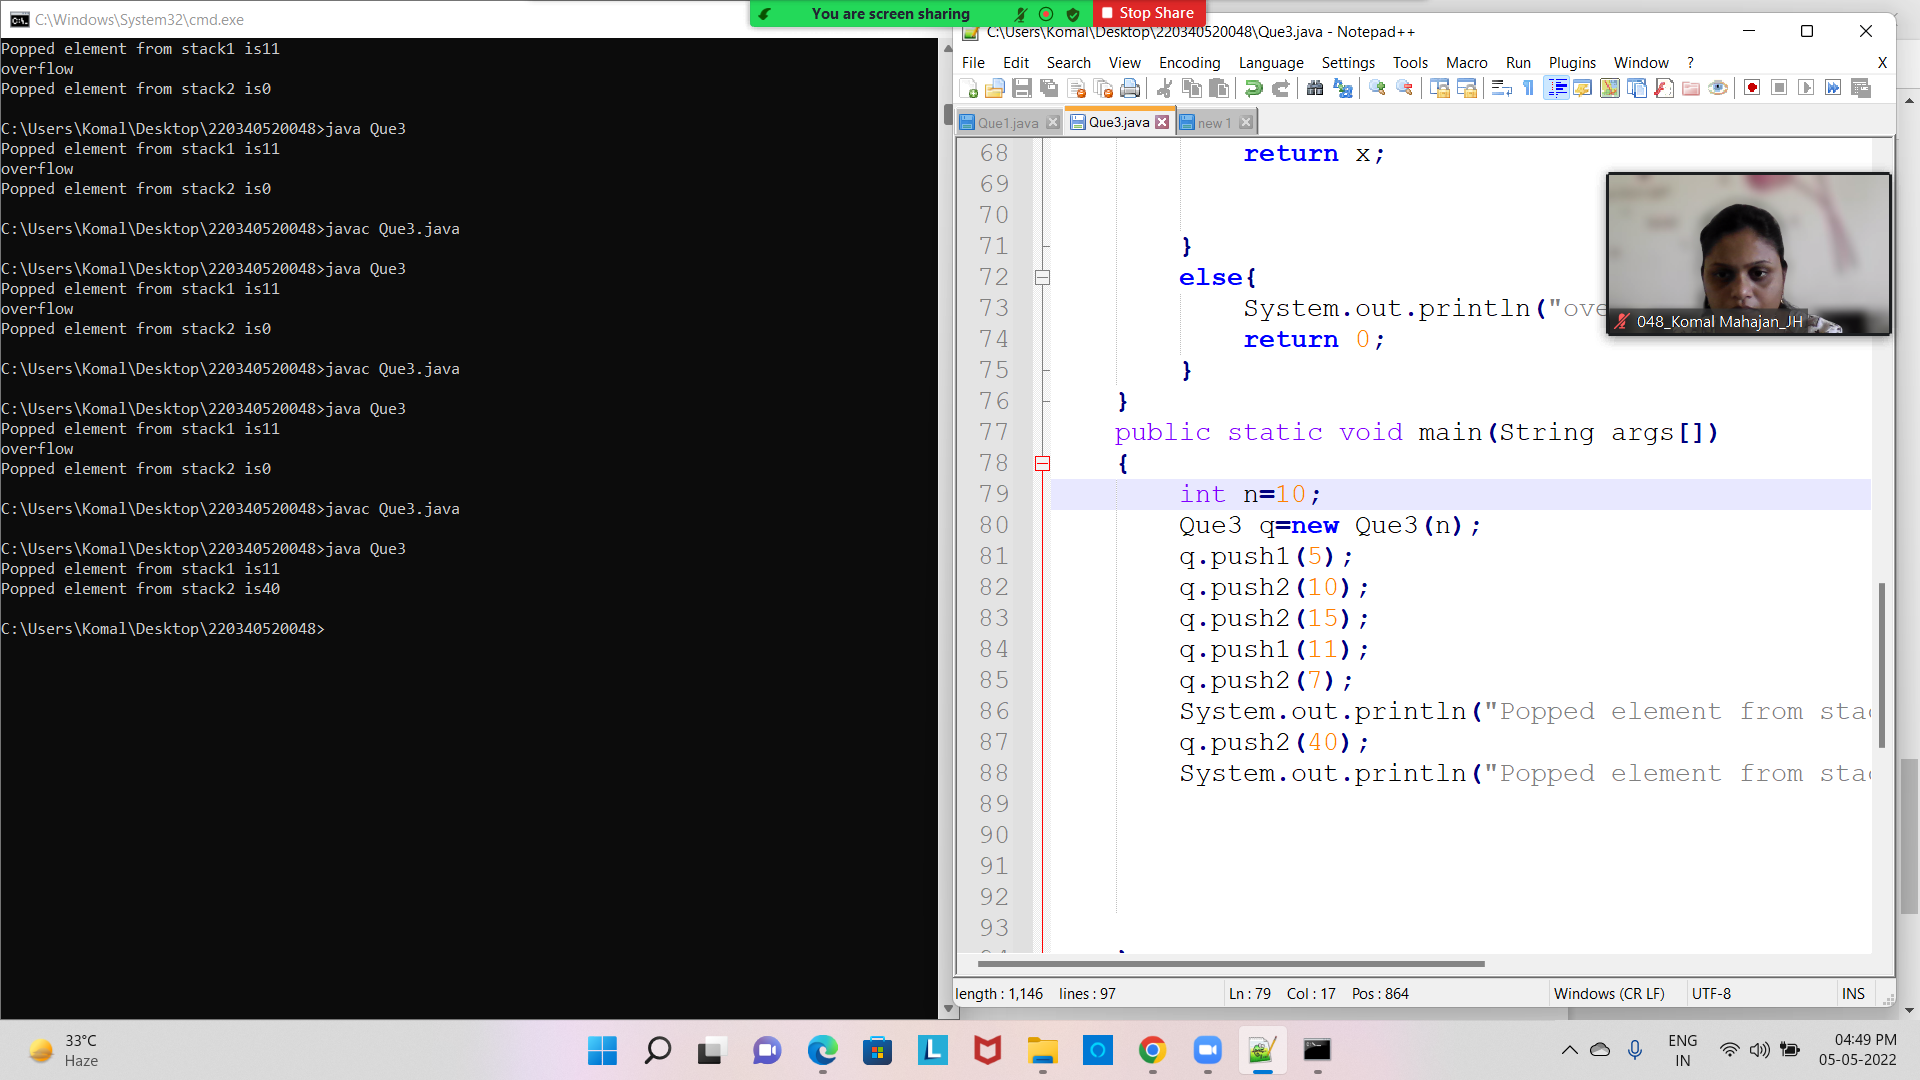 C:\Windows\System32\cmd.exe
You are screen sharing
Stop Share
Popped element from stack1 is11
overflow
Popped element from stack2 is0
C:\Users\Komal\Desktop\220340520048>java Que3
Popped element from stack1 is11
overflow
Popped element from stack2 is0
C:\Users\Komal\Desktop\220340520048>javac Que3.java
C:\Users\Komal\Desktop\220340520048>java Que3
Popped element from stack1 is11
overflow
Popped element from stack2 is0
C:\Users\Komal\Desktop\220340520048>javac Que3.java
C:\Users\Komal\Desktop\220340520048>java Que3
Popped element from stack1 is11
overflow
Popped element from stack2 is0
C:\Users\Komal\Desktop\220340520048>javac Que3.java
C:\Users\Komal\Desktop\220340520048>java Que3
Popped element from stack1 is11
Popped element from stack2 is40
C:\Users\Komal\Desktop\220340520048>
C:\Users\Komal\Desktop\220340520048\Que3.java - Notepad++
File Edit Search View Encoding Language Settings Tools Macro Run Plugins Window ? X
Que1.java Que3.java new 1
68 return x;
69
70
71 }
72 else{
73 System.out.println("ove
74 return 0;
75 }
76 }
77 public static void main(String args[])
78 {
79 int n=10;
80 Que3 q=new Que3(n);
81 q.push1(5);
82 q.push2(10);
83 q.push2(15);
84 q.push1(11);
85 q.push2(7);
86 System.out.println("Popped element from sta
87 q.push2(40);
88 System.out.println("Popped element from sta
89
90
91
92
93
048_Komal Mahajan_JH
length : 1,146 lines : 97 Ln : 79 Col : 17 Pos : 864 Windows (CR LF) UTF-8 INS
33°C
Haze
ENG
IN
04:49 PM
05-05-2022